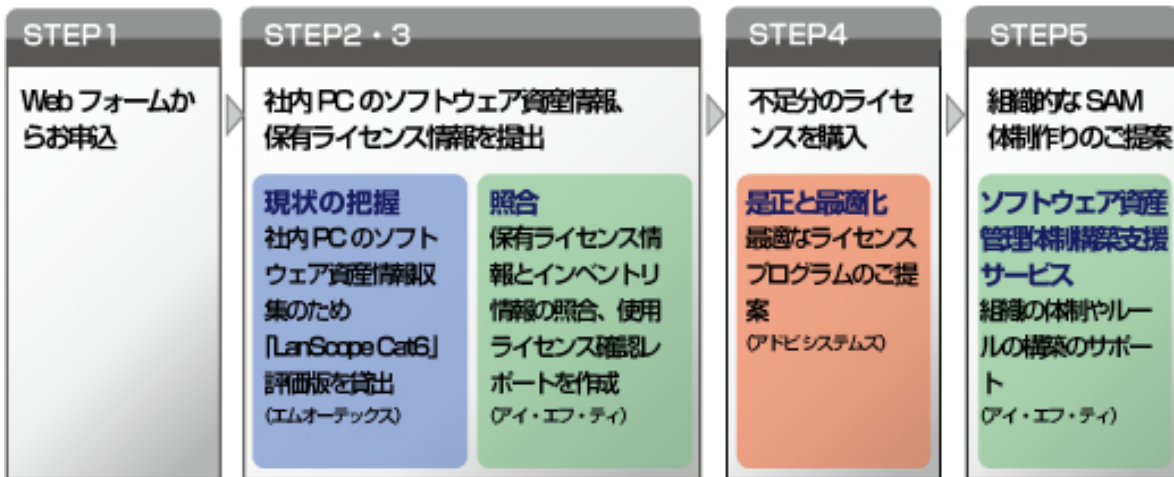 STEP1
Web フォームか
らお申込
STEP2・3
社内 PC のソフトウェア資産情報、
保有ライセンス情報を提出
現状の把握
社内 PC のソフト
ウェア資産情報収
集のため
「LanScope Cat6」
評価版を貸出
(エムオーテックス)
照合
保有ライセンス情
報とインベントリ
情報の照合、使用
ライセンス確認レ
ポートを作成
(アイ・エフ・ティ)
STEP4
不足分のライセ
ンスを購入
是正と最適化
最適なライセンス
プログラムのご提
案
(アドビ システムズ)
STEP5
組織的な SAM
体制作りのご提案
ソフトウェア資産
管理体制構築支援
サービス
組織の体制やルー
ルの構築のサポー
ト
(アイ・エフ・ティ)